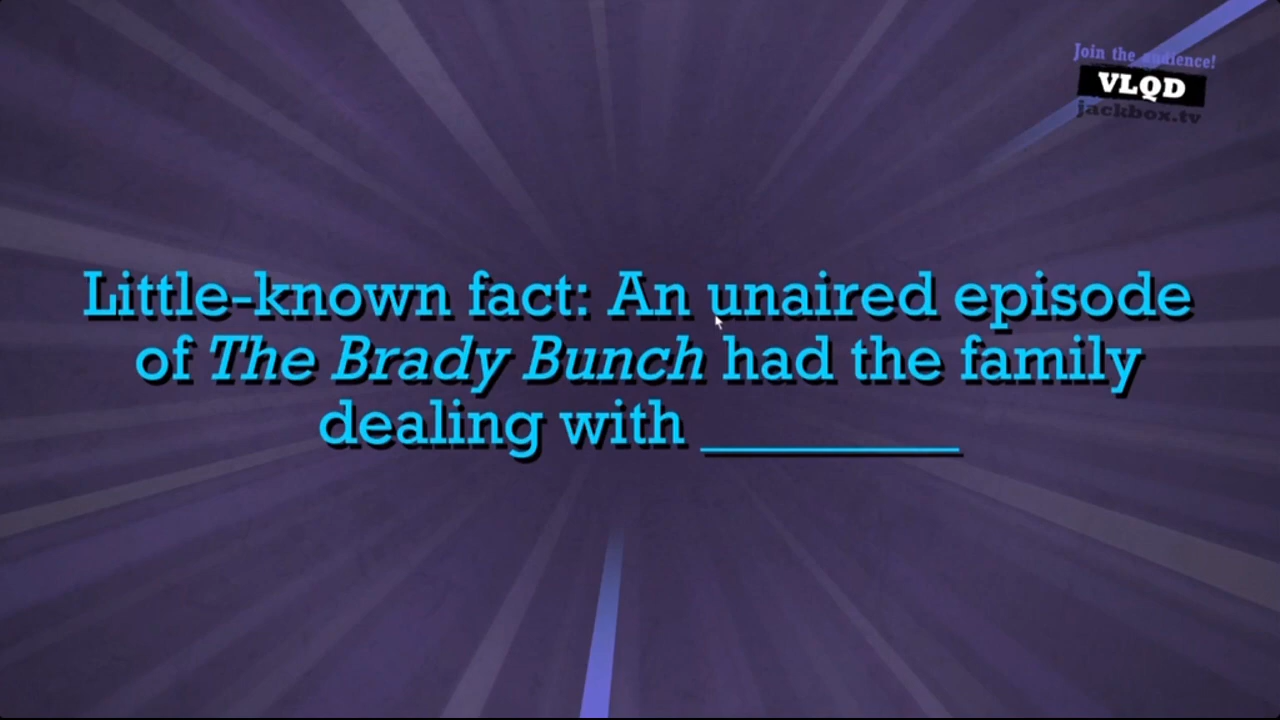 Join the audience!
VLQD
jackbox.tv
Little-known fact: An unaired episode
of The Brady Bunch had the family
dealing with __________